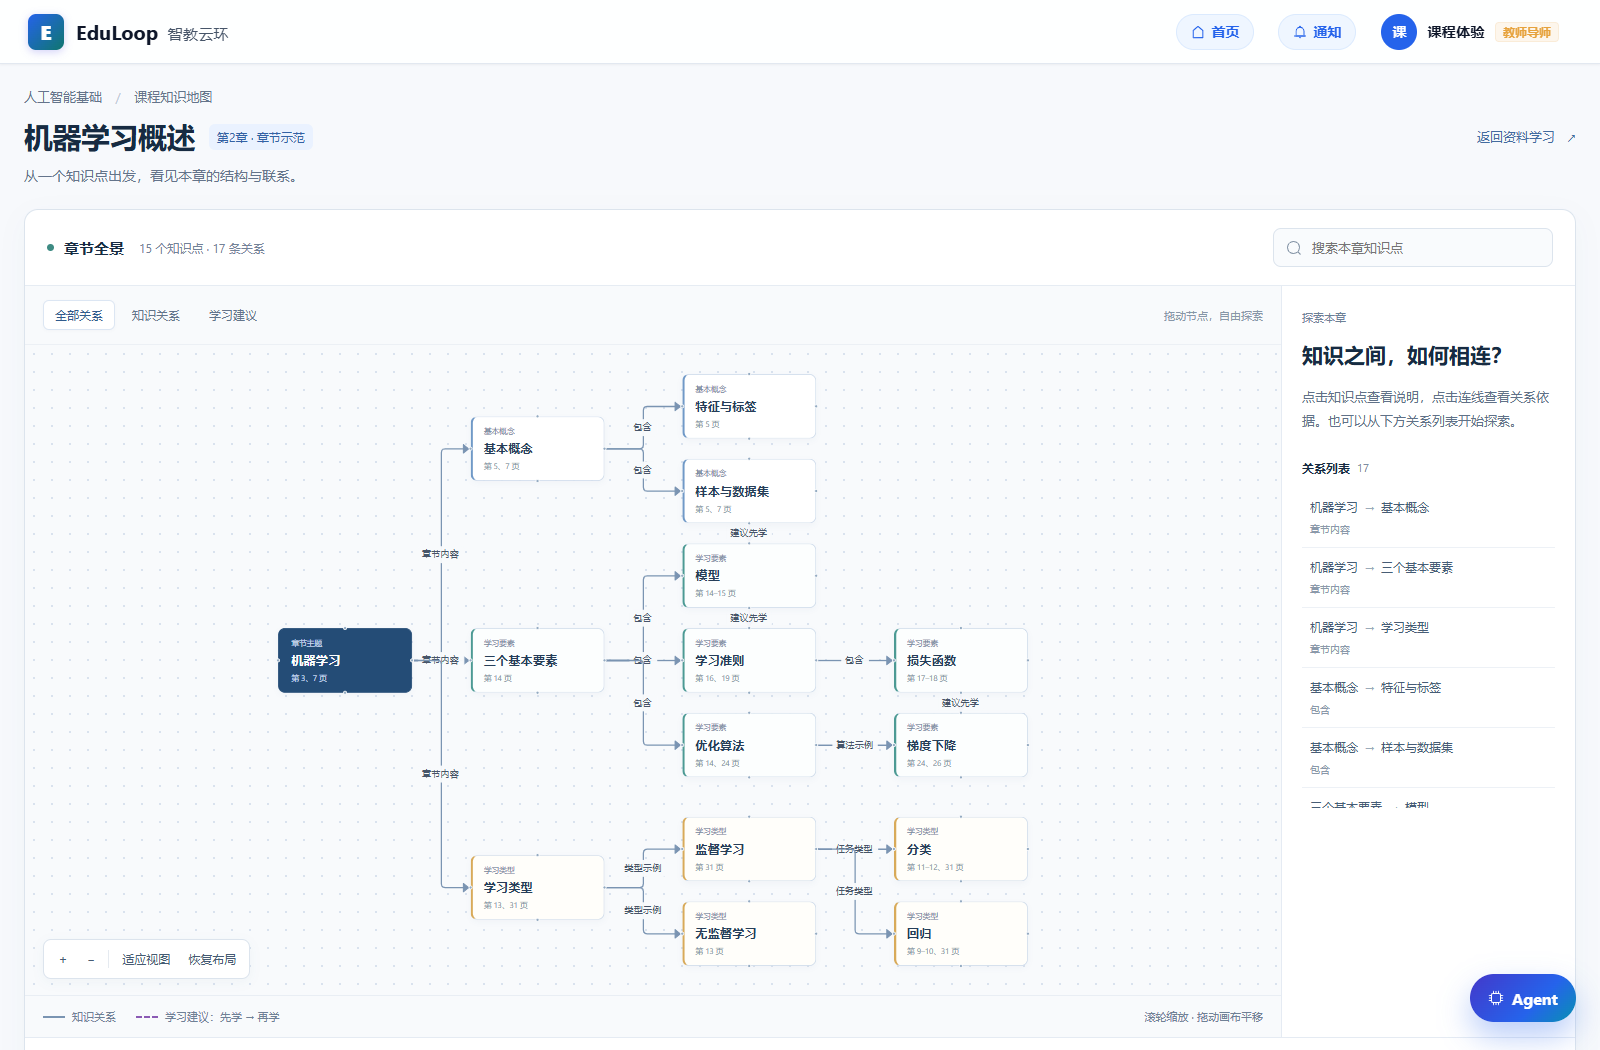 E EduLoop 智教云环
首页
通知
课 课程体验 教师导师
人工智能基础 / 课程知识地图
机器学习概述 第2章 · 章节示范
返回资料学习 ↗
从一个知识点出发，看见本章的结构与联系。
章节全景 15 个知识点 · 17 条关系
搜索本章知识点
全部关系 知识关系 学习建议
拖动节点，自由探索
基本概念
特征与标签
第 5 页
基本概念
基本概念
第 5、7 页
包含
包含
基本概念
样本与数据集
第 5、7 页
建议先学
章节内容
学习要素
模型
第 14–15 页
建议先学
包含
章节主题
机器学习
第 3、7 页
章节内容
学习要素
三个基本要素
第 14 页
包含
学习要素
学习准则
第 16、19 页
包含
学习要素
损失函数
第 17–18 页
建议先学
包含
学习要素
优化算法
第 14、24 页
算法示例
学习要素
梯度下降
第 24、26 页
章节内容
学习类型
监督学习
第 31 页
任务类型
学习类型
分类
第 11–12、31 页
类型示例
学习类型
学习类型
第 13、31 页
任务类型
类型示例
学习类型
无监督学习
第 13 页
学习类型
回归
第 9–10、31 页
+ − 适应视图 恢复布局
知识关系 学习建议：先学 → 再学
滚轮缩放 · 拖动画布平移
探索本章
知识之间，如何相连？
点击知识点查看说明，点击连线查看关系依
据。也可以从下方关系列表开始探索。
关系列表 17
机器学习 → 基本概念
章节内容
机器学习 → 三个基本要素
章节内容
机器学习 → 学习类型
章节内容
基本概念 → 特征与标签
包含
基本概念 → 样本与数据集
包含
三个基本要素 → 模型
Agent